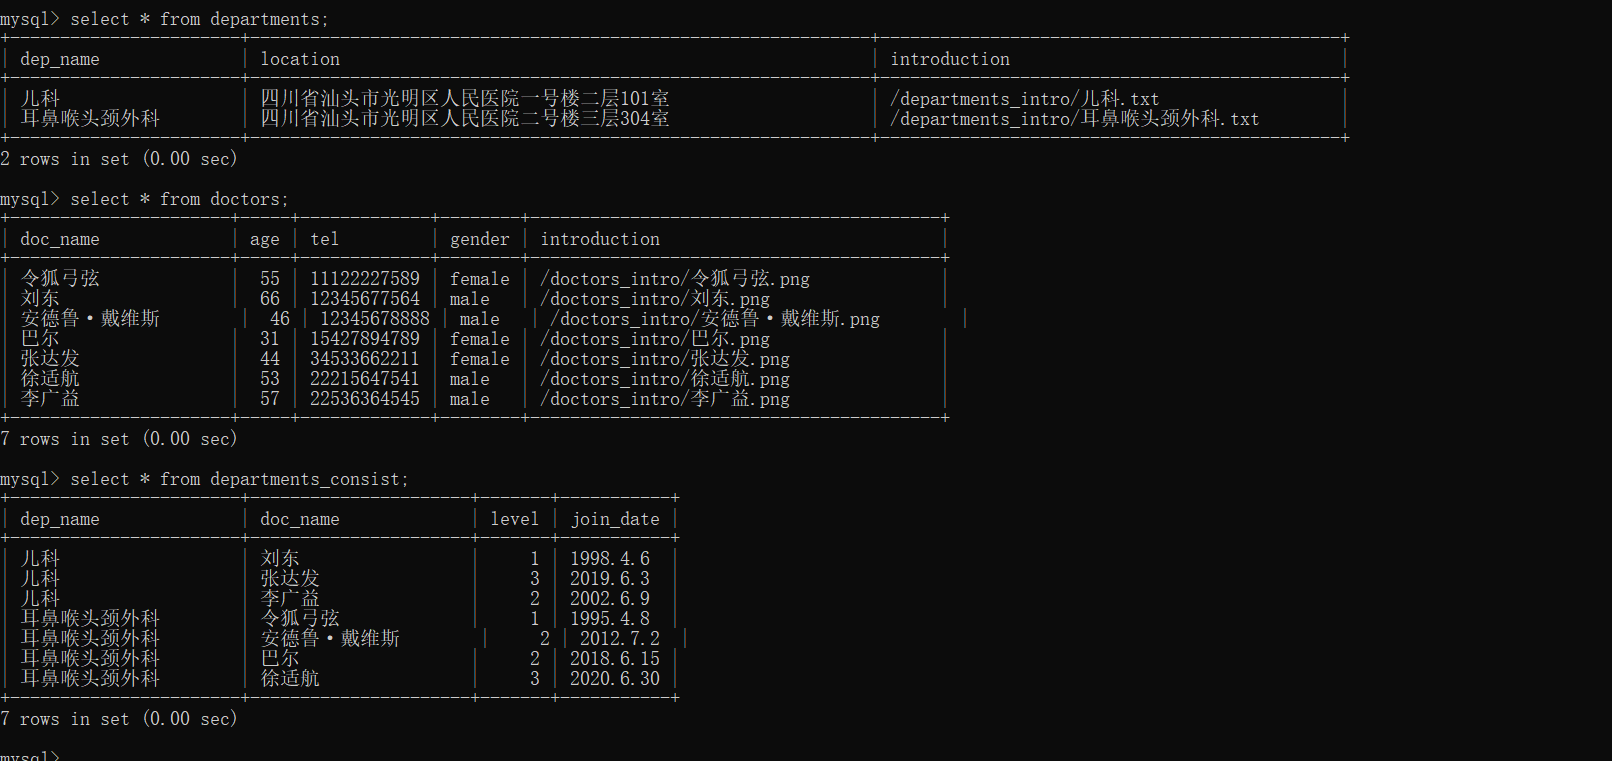 mysql> select * from departments;
+-----------------------+--------------------------------------------------------------+----------------------------------------------+
| dep_name | location | introduction |
+-----------------------+--------------------------------------------------------------+----------------------------------------------+
| 儿科 | 四川省汕头市光明区人民医院一号楼二层101室 | /departments_intro/儿科.txt |
| 耳鼻喉头颈外科 | 四川省汕头市光明区人民医院二号楼三层304室 | /departments_intro/耳鼻喉头颈外科.txt |
+-----------------------+--------------------------------------------------------------+----------------------------------------------+
2 rows in set (0.00 sec)
mysql> select * from doctors;
+----------------------+-----+-------------+--------+-----------------------------------------+
| doc_name | age | tel | gender | introduction |
+----------------------+-----+-------------+--------+-----------------------------------------+
| 令狐弓弦 | 55 | 11122227589 | female | /doctors_intro/令狐弓弦.png |
| 刘东 | 66 | 12345677564 | male | /doctors_intro/刘东.png |
| 安德鲁·戴维斯 | 46 | 12345678888 | male | /doctors_intro/安德鲁·戴维斯.png |
| 巴尔 | 31 | 15427894789 | female | /doctors_intro/巴尔.png |
| 张达发 | 44 | 34533662211 | female | /doctors_intro/张达发.png |
| 徐适航 | 53 | 22215647541 | male | /doctors_intro/徐适航.png |
| 李广益 | 57 | 22536364545 | male | /doctors_intro/李广益.png |
+----------------------+-----+-------------+--------+-----------------------------------------+
7 rows in set (0.00 sec)
mysql> select * from departments_consist;
+-----------------------+----------------------+-------+-----------+
| dep_name | doc_name | level | join_date |
+-----------------------+----------------------+-------+-----------+
| 儿科 | 刘东 | 1 | 1998.4.6 |
| 儿科 | 张达发 | 3 | 2019.6.3 |
| 儿科 | 李广益 | 2 | 2002.6.9 |
| 耳鼻喉头颈外科 | 令狐弓弦 | 1 | 1995.4.8 |
| 耳鼻喉头颈外科 | 安德鲁·戴维斯 | 2 | 2012.7.2 |
| 耳鼻喉头颈外科 | 巴尔 | 2 | 2018.6.15 |
| 耳鼻喉头颈外科 | 徐适航 | 3 | 2020.6.30 |
+-----------------------+----------------------+-------+-----------+
7 rows in set (0.00 sec)
mysql>